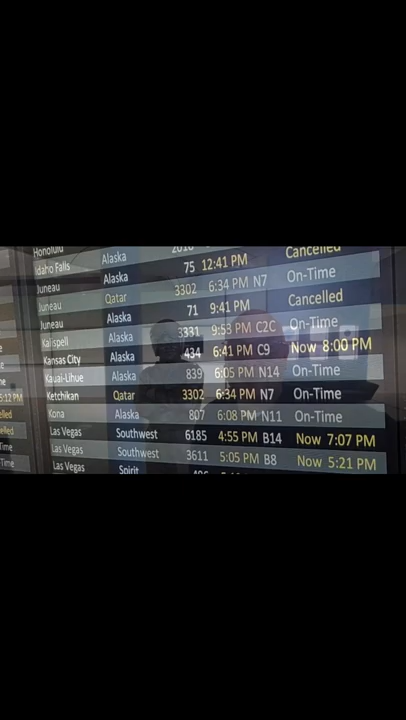 Honolulu
Idaho Falls Alaska
Juneau Alaska 75 12:41 PM Cancelled
Juneau Qatar 3302 6:34 PM N7 On-Time
Juneau Alaska 71 9:41 PM Cancelled
Kalispell Alaska 3331 9:53 PM C2C On-Time
Kansas City Alaska 434 6:41 PM C9 Now 8:00 PM
Kauai-Lihue Alaska 839 6:05 PM N14 On-Time
Ketchikan Qatar 3302 6:34 PM N7 On-Time
Kona Alaska 807 6:08 PM N11 On-Time
Las Vegas Southwest 6185 4:55 PM B14 Now 7:07 PM
Las Vegas Southwest 3611 5:05 PM B8 Now 5:21 PM
Las Vegas Spirit